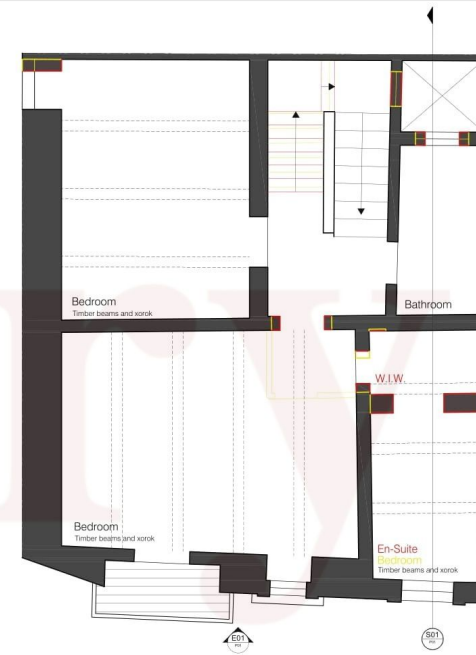 Bedroom
Timber beams and xorok
Bathroom
W.I.W.
Bedroom
Timber beams and xorok
En-Suite
Bedroom
Timber beams and xorok
E01
S01
ry